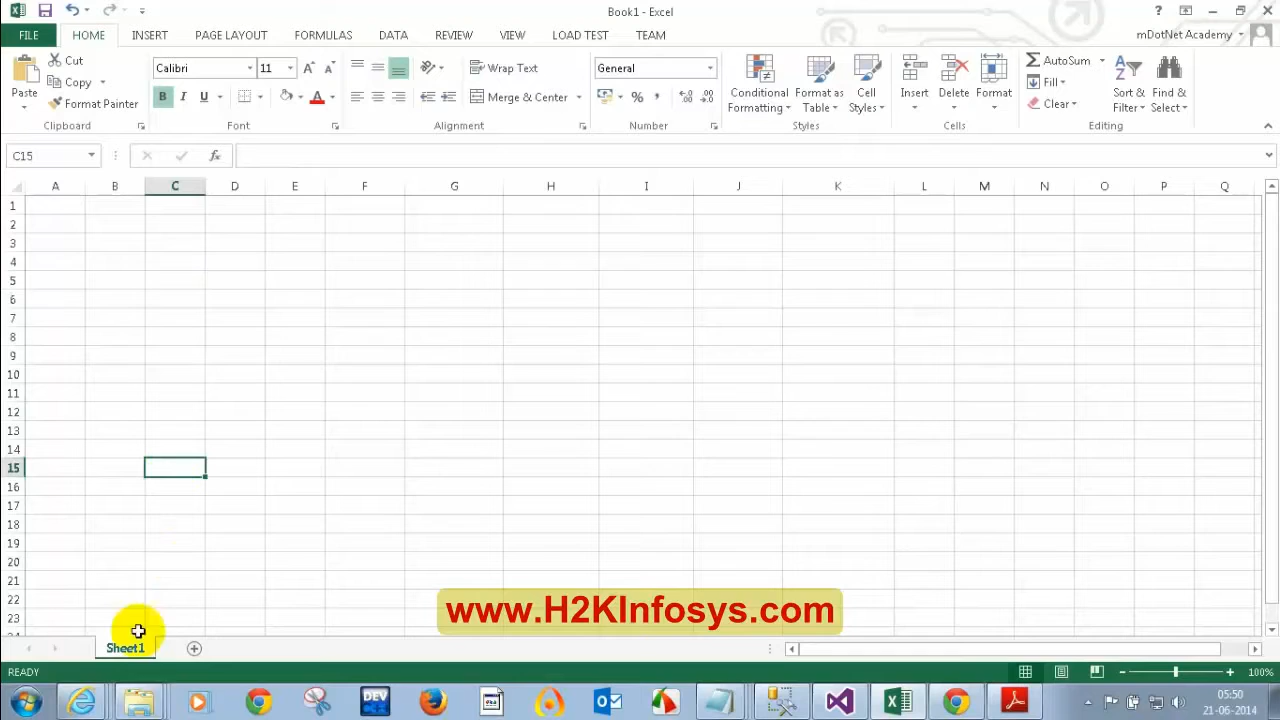 Book1 - Excel
?
FILE HOME INSERT PAGE LAYOUT FORMULAS DATA REVIEW VIEW LOAD TEST TEAM mDotNet Academy
Paste
Cut
Copy
Format Painter
Clipboard
Calibri 11
B I U
Font
Wrap Text
Merge & Center
Alignment
General
%
Number
Conditional Formatting
Format as Table
Cell Styles
Styles
Insert
Delete
Format
Cells
AutoSum
Fill
Clear
Sort & Filter
Find & Select
Editing
C15
fx
A B C D E F G H I J K L M N O P Q
1
2
3
4
5
6
7
8
9
10
11
12
13
14
15
16
17
18
19
20
21
22
23
24
www.H2KInfosys.com
Sheet1
READY
100%
DEV
05:50
21-06-2014